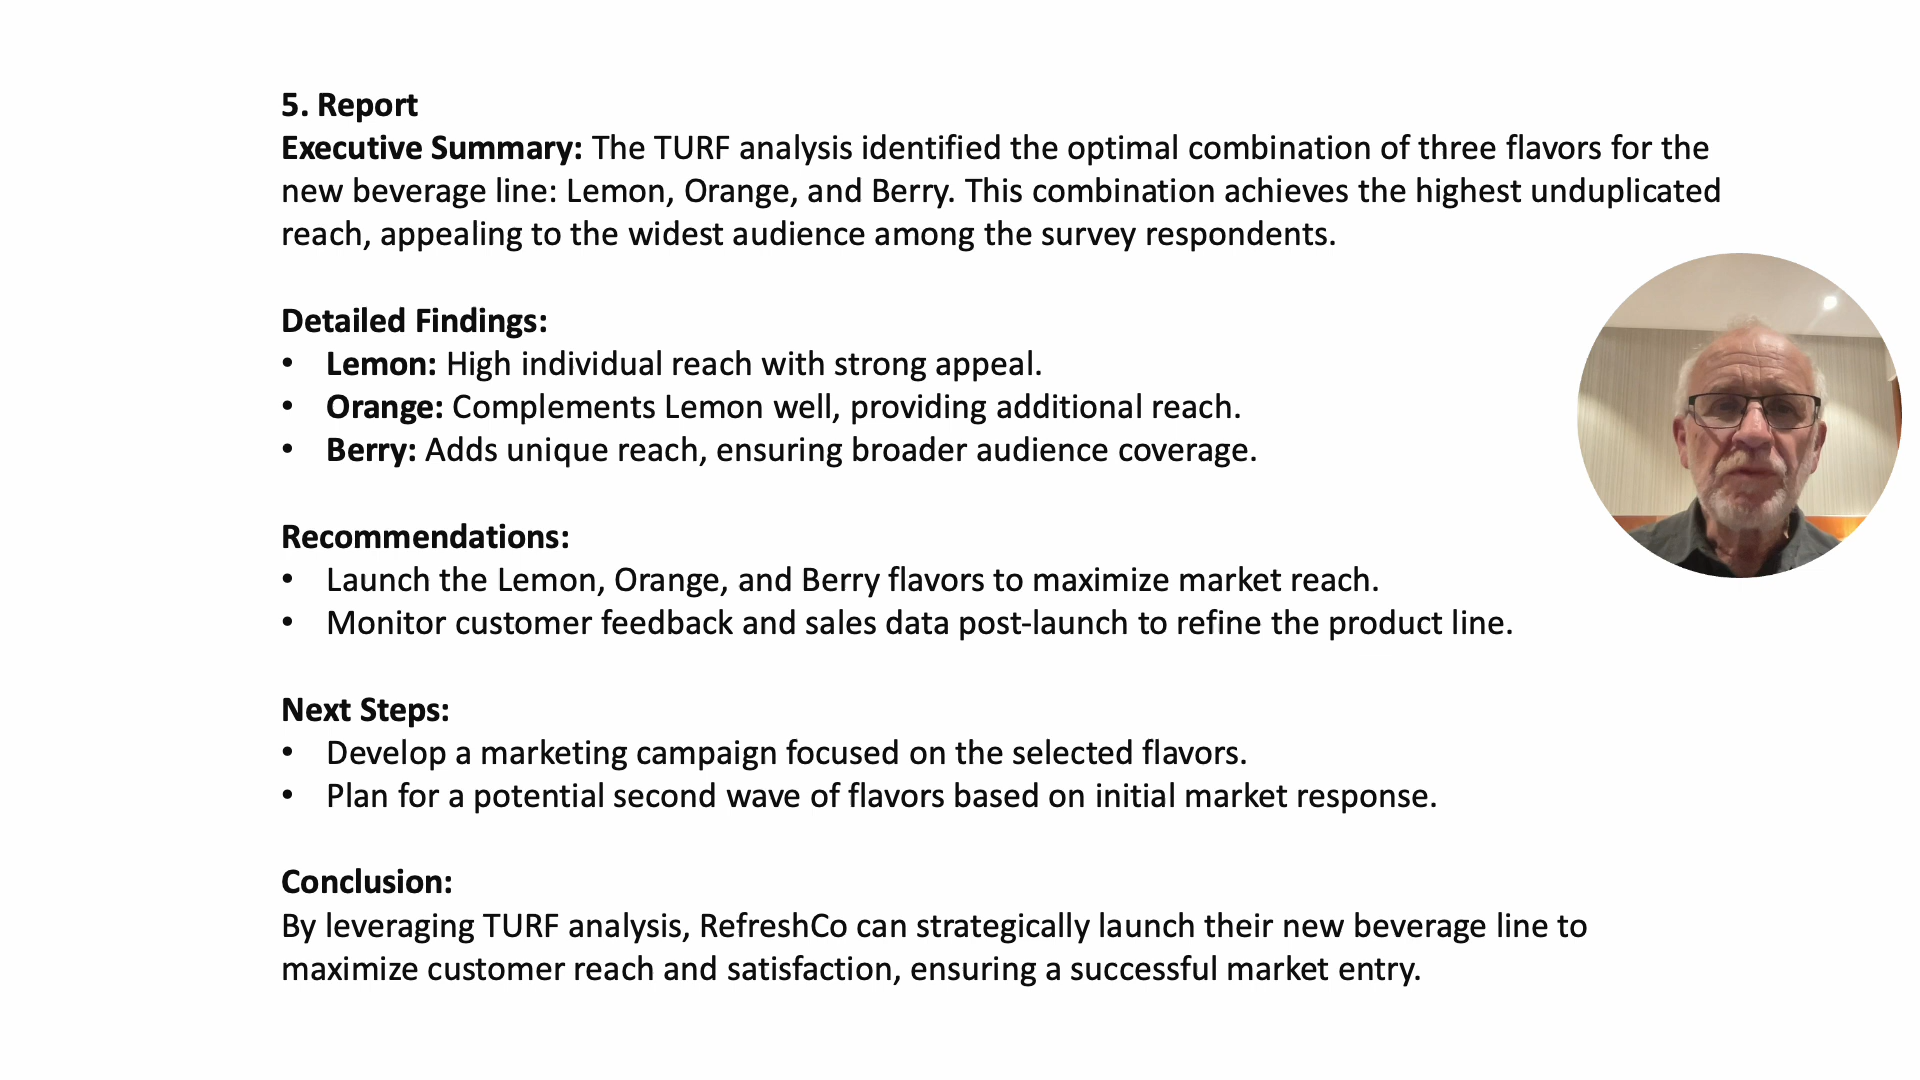 5. Report
Executive Summary: The TURF analysis identified the optimal combination of three flavors for the
new beverage line: Lemon, Orange, and Berry. This combination achieves the highest unduplicated
reach, appealing to the widest audience among the survey respondents.
Detailed Findings:
• Lemon: High individual reach with strong appeal.
• Orange: Complements Lemon well, providing additional reach.
• Berry: Adds unique reach, ensuring broader audience coverage.
Recommendations:
• Launch the Lemon, Orange, and Berry flavors to maximize market reach.
• Monitor customer feedback and sales data post-launch to refine the product line.
Next Steps:
• Develop a marketing campaign focused on the selected flavors.
• Plan for a potential second wave of flavors based on initial market response.
Conclusion:
By leveraging TURF analysis, RefreshCo can strategically launch their new beverage line to
maximize customer reach and satisfaction, ensuring a successful market entry.